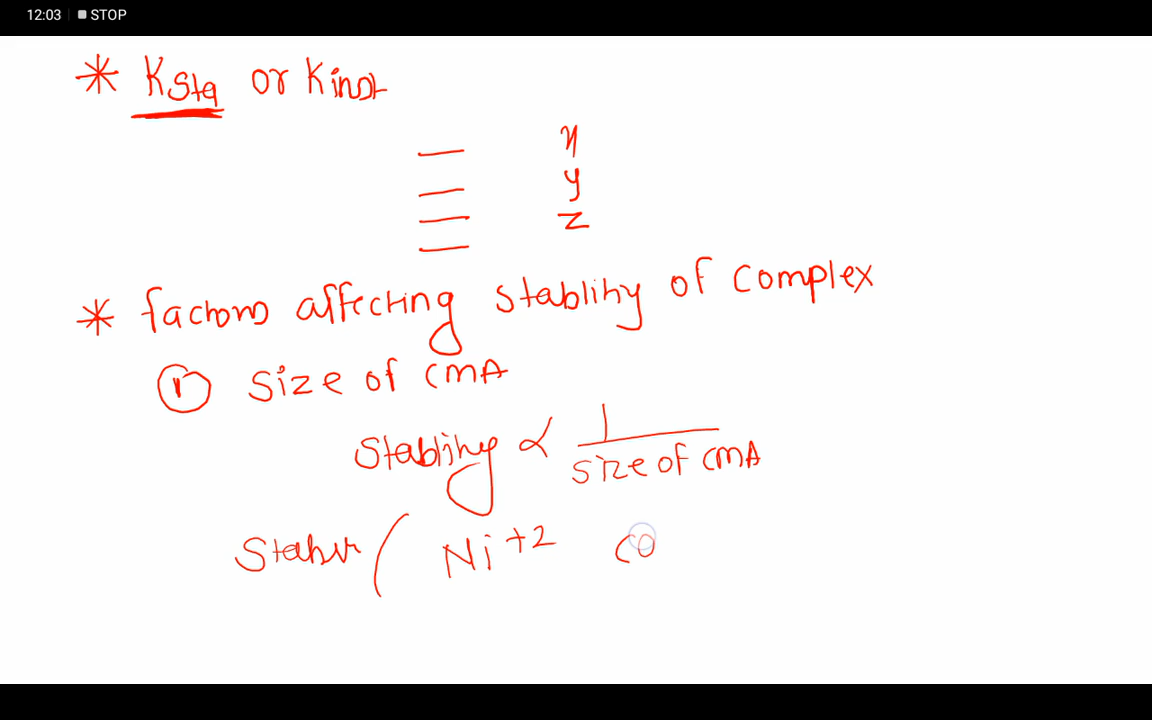 12:03 STOP
* Ksta or Kinst
x
y
z
* factors affecting stability of complex
① size of CMA
Stability ∝ 1
size of CMA
( Ni+2 CO